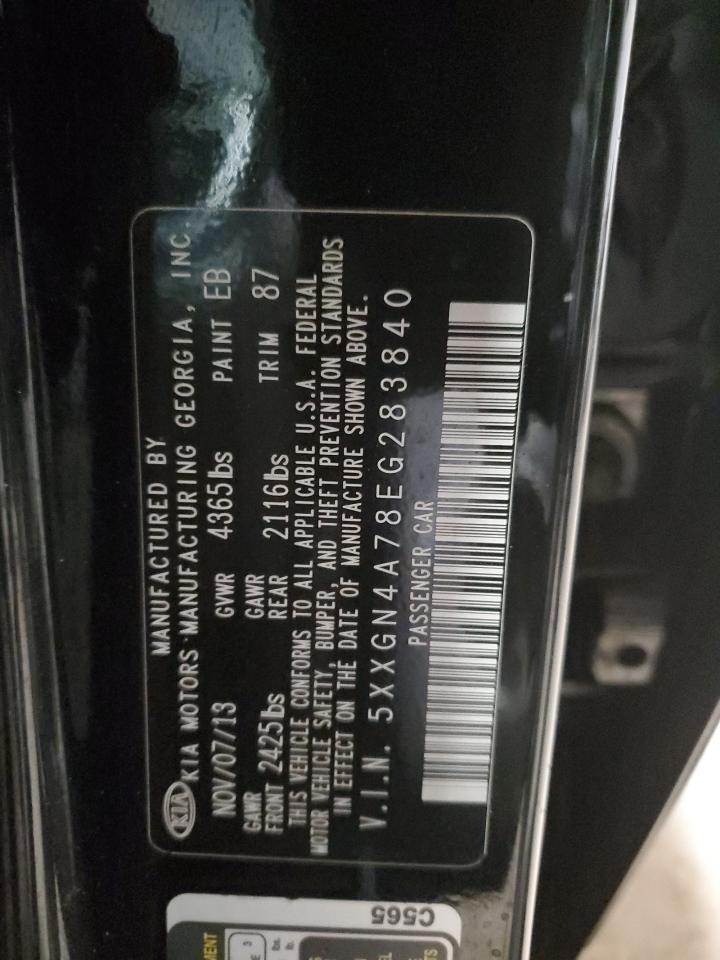 MANUFACTURED BY
KIA KIA MOTORS MANUFACTURING GEORGIA, INC.
NOV/07/13 GVWR 4365lbs PAINT EB
GAWR FRONT 2425lbs GAWR REAR 2116lbs TRIM 87
THIS VEHICLE CONFORMS TO ALL APPLICABLE U.S.A. FEDERAL
MOTOR VEHICLE SAFETY, BUMPER, AND THEFT PREVENTION STANDARDS
IN EFFECT ON THE DATE OF MANUFACTURE SHOWN ABOVE.
V.I.N. 5XXGN4A78EG283840
PASSENGER CAR
C565